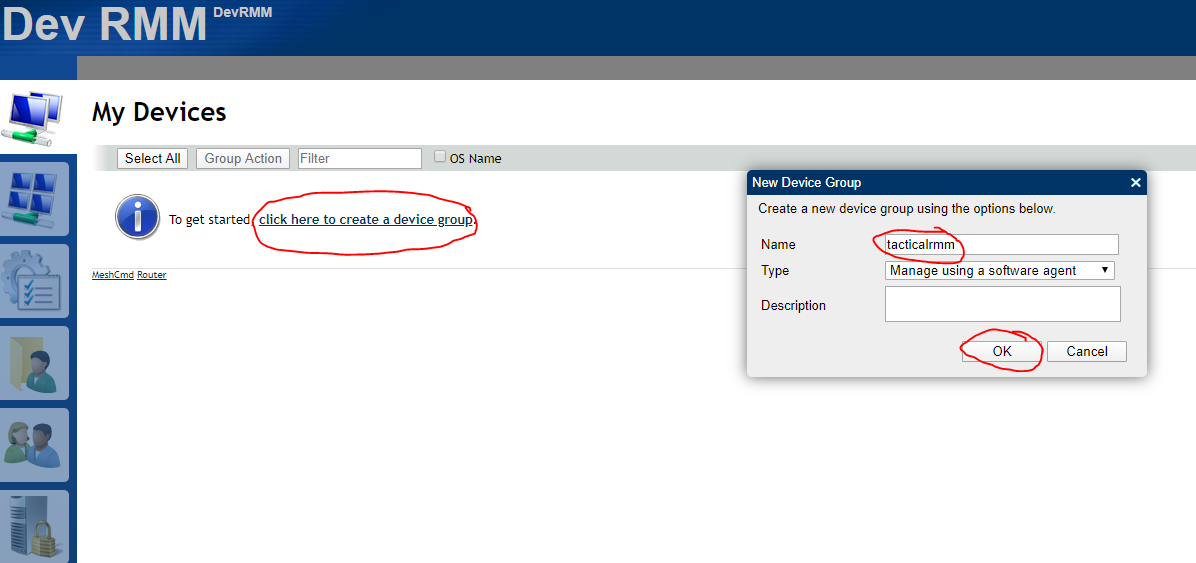 Dev RMM DevRMM
My Devices
Select All Group Action Filter OS Name
To get started, click here to create a device group.
MeshCmd Router
New Device Group
Create a new device group using the options below.
Name tacticalrmm
Type Manage using a software agent
Description
OK Cancel